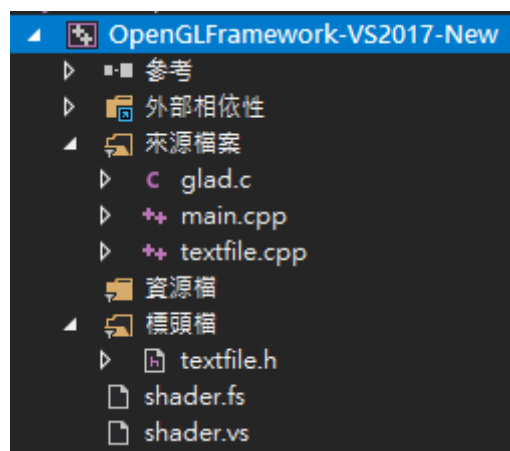 OpenGLFramework-VS2017-New
參考
外部相依性
來源檔案
glad.c
main.cpp
textfile.cpp
資源檔
標頭檔
textfile.h
shader.fs
shader.vs